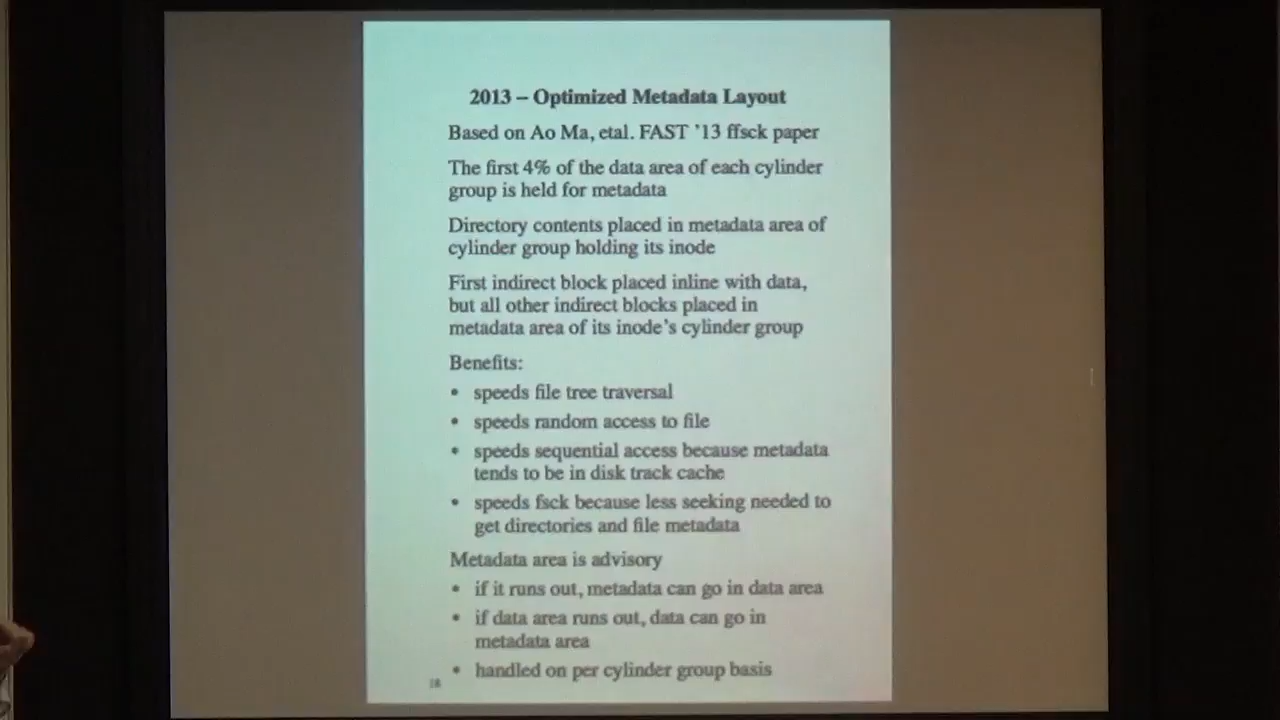 2013 – Optimized Metadata Layout
Based on Ao Ma, etal. FAST '13 ffsck paper
The first 4% of the data area of each cylinder
group is held for metadata
Directory contents placed in metadata area of
cylinder group holding its inode
First indirect block placed inline with data,
but all other indirect blocks placed in
metadata area of its inode's cylinder group
Benefits:
• speeds file tree traversal
• speeds random access to file
• speeds sequential access because metadata
tends to be in disk track cache
• speeds fsck because less seeking needed to
get directories and file metadata
Metadata area is advisory
• if it runs out, metadata can go in data area
• if data area runs out, data can go in
metadata area
• handled on per cylinder group basis
18